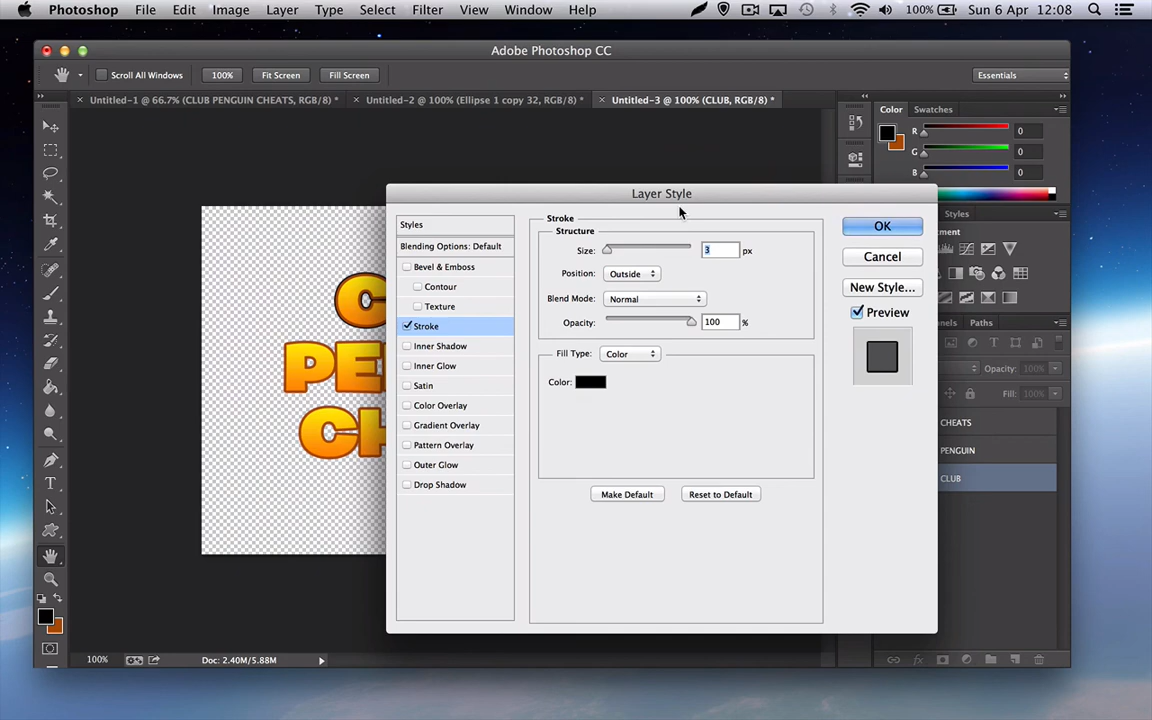 Photoshop File Edit Image Layer Type Select Filter View Window Help 100% Sun 6 Apr 12:08
Adobe Photoshop CC
Scroll All Windows 100% Fit Screen Fill Screen Essentials
Untitled-1 @ 66.7% (CLUB PENGUIN CHEATS, RGB/8) * Untitled-2 @ 100% (Ellipse 1 copy 32, RGB/8) * Untitled-3 @ 100% (CLUB, RGB/8) *
Color Swatches
R 0
G 0
B 0
Layer Style
Styles
Blending Options: Default
Bevel & Emboss
Contour
Texture
Stroke
Inner Shadow
Inner Glow
Satin
Color Overlay
Gradient Overlay
Pattern Overlay
Outer Glow
Drop Shadow
Stroke
Structure
Size: 3 px
Position: Outside
Blend Mode: Normal
Opacity: 100 %
Fill Type: Color
Color:
Make Default Reset to Default
OK
Cancel
New Style...
Preview
Styles
Paths
Opacity: 100%
Fill: 100%
CHEATS
PENGUIN
CLUB
C
PE
CH
100% Doc: 2.40M/5.88M